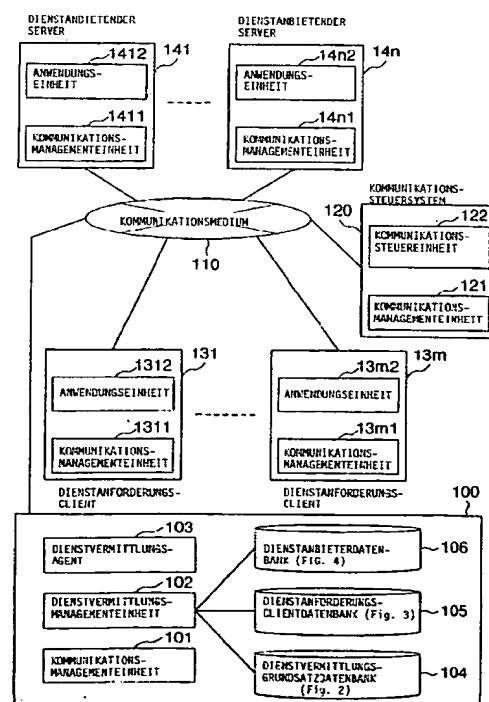 DIENSTANBIETENDER
SERVER
DIENSTANBIETENDER
SERVER
1412
141
ANWENDUNGS-
EINHEIT
1411
KOMMUNIKATIONS-
MANAGEMENTEINHEIT
14n2
14n
ANWENDUNGS-
EINHEIT
14n1
KOMMUNIKATIONS-
MANAGEMENTEINHEIT
KOMMUNIKATIONSMEDIUM
110
KOMMUNIKATIONS-
STEUERSYSTEM
120
122
KOMMUNIKATIONS-
STEUEREINHEIT
121
KOMMUNIKATIONS-
MANAGEMENTEINHEIT
1312
131
ANWENDUNGSEINHEIT
1311
KOMMUNIKATIONS-
MANAGEMENTEINHEIT
DIENSTANFORDERUNGS-
CLIENT
13m2
13m
ANWENDUNGSEINHEIT
13m1
KOMMUNIKATIONS-
MANAGEMENTEINHEIT
DIENSTANFORDERUNGS-
CLIENT
100
103
DIENSTVERMITTLUNGS-
AGENT
102
DIENSTVERMITTLUNGS-
MANAGEMENTEINHEIT
101
KOMMUNIKATIONS-
MANAGEMENTEINHEIT
106
DIENSTANBIETERDATEN-
BANK (FIG. 4)
105
DIENSTANFORDERUNGS-
CLIENTDATENBANK (Fig. 3)
104
DIENSTVERMITTLUNGS-
GRUNDSATZDATENBANK
(Fig. 2)